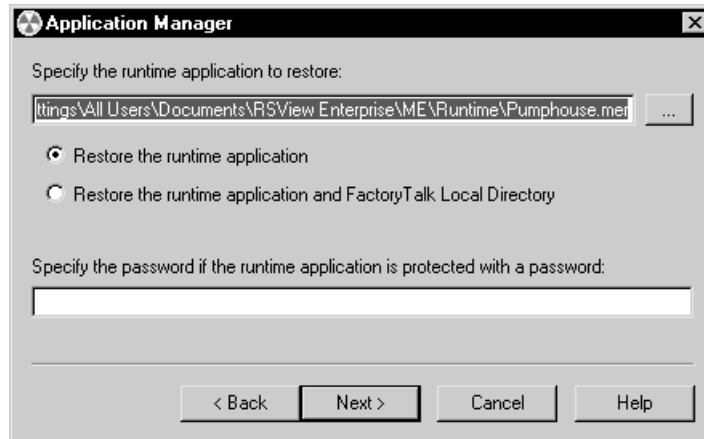 Application Manager
Specify the runtime application to restore:
ttings\All Users\Documents\RSView Enterprise\ME\Runtime\Pumphouse.mer
...
Restore the runtime application
Restore the runtime application and FactoryTalk Local Directory
Specify the password if the runtime application is protected with a password:
< Back Next > Cancel Help